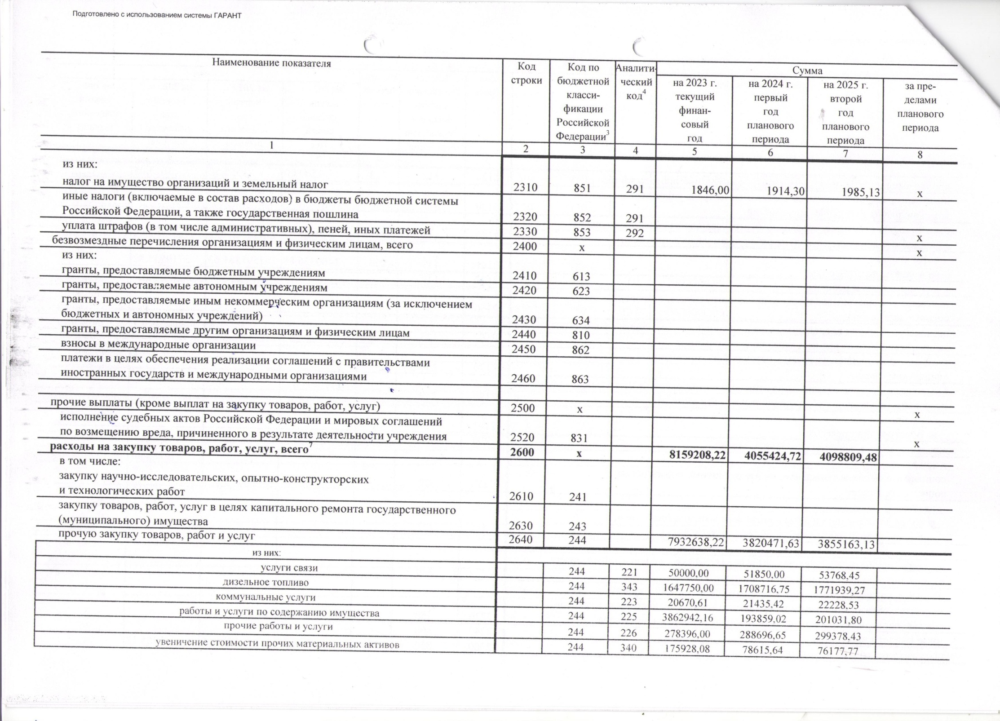 Подготовлено с использованием системы ГАРАНТ
Наименование показателя
Код
строки
Код по
бюджетной
класси-
фикации
Российской
Федерации3
Аналити-
ческий
код4
Сумма
на 2023 г.
текущий
финан-
совый
год
на 2024 г.
первый
год
планового
периода
на 2025 г.
второй
год
планового
периода
за пре-
делами
планового
периода
1 2 3 4 5 6 7 8
из них:
налог на имущество организаций и земельный налог 2310 851 291 1846,00 1914,30 1985,13 х
иные налоги (включаемые в состав расходов) в бюджеты бюджетной системы
Российской Федерации, а также государственная пошлина 2320 852 291
уплата штрафов (в том числе административных), пеней, иных платежей 2330 853 292 х
безвозмездные перечисления организациям и физическим лицам, всего 2400 х х
из них:
гранты, предоставляемые бюджетным учреждениям 2410 613
гранты, предоставляемые автономным учреждениям 2420 623
гранты, предоставляемые иным некоммерческим организациям (за исключением
бюджетных и автономных учреждений) 2430 634
гранты, предоставляемые другим организациям и физическим лицам 2440 810
взносы в международные организации 2450 862
платежи в целях обеспечения реализации соглашений с правительствами
иностранных государств и международными организациями 2460 863
прочие выплаты (кроме выплат на закупку товаров, работ, услуг) 2500 х х
исполнение судебных актов Российской Федерации и мировых соглашений
по возмещению вреда, причиненного в результате деятельности учреждения 2520 831 х
расходы на закупку товаров, работ, услуг, всего7 2600 х 8159208,22 4055424,72 4098809,48
в том числе:
закупку научно-исследовательских, опытно-конструкторских
и технологических работ 2610 241
закупку товаров, работ, услуг в целях капитального ремонта государственного
(муниципального) имущества 2630 243
прочую закупку товаров, работ и услуг 2640 244 7932638,22 3820471,63 3855163,13
из них:
услуги связи 244 221 50000,00 51850,00 53768,45
дизельное топливо 244 343 1647750,00 1708716,75 1771939,27
коммунальные услуги 244 223 20670,61 21435,42 22228,53
работы и услуги по содержанию имущества 244 225 3862942,16 193859,02 201031,80
прочие работы и услуги 244 226 278396,00 288696,65 299378,43
увеничение стоимости прочих материальных активов 244 340 175928,08 78615,64 76177,77